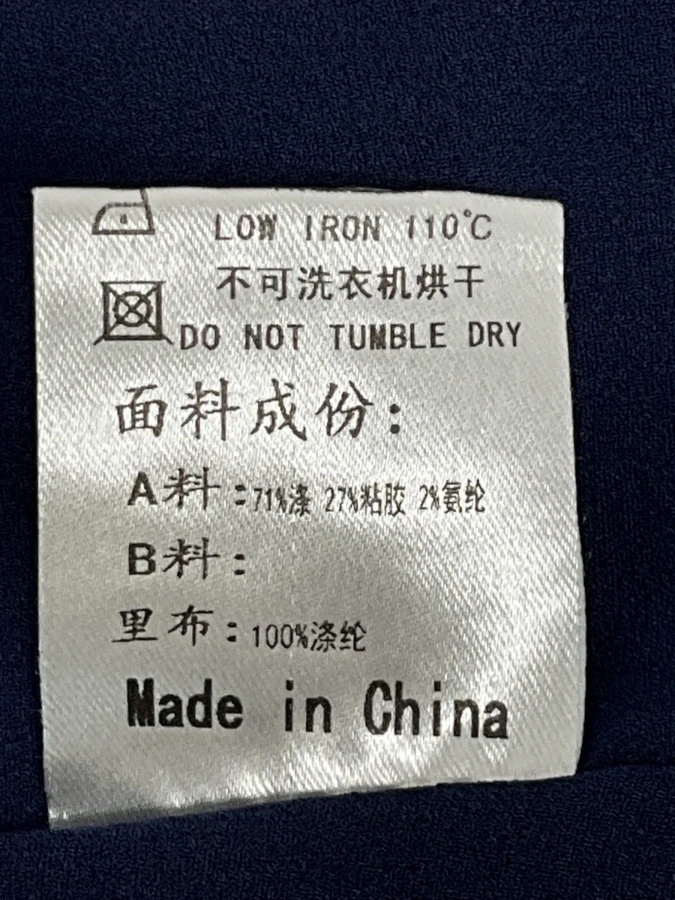 LOW IRON 110℃
不可洗衣机烘干
DO NOT TUMBLE DRY
面料成份:
A料:71%涤 27%粘胶 2%氨纶
B料:
里布:100%涤纶
Made in China